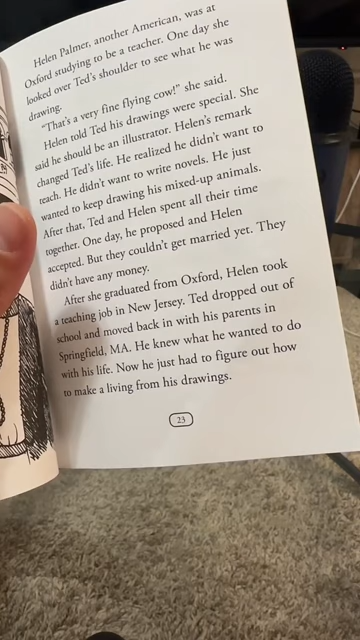 Helen Palmer, another American, was at
Oxford studying to be a teacher. One day she
looked over Ted's shoulder to see what he was
drawing.
"That's a very fine flying cow!" she said.
Helen told Ted his drawings were special. She
said he should be an illustrator. Helen's remark
changed Ted's life. He realized he didn't want to
teach. He didn't want to write novels. He just
wanted to keep drawing his mixed-up animals.
After that, Ted and Helen spent all their time
together. One day, he proposed and Helen
accepted. But they couldn't get married yet. They
didn't have any money.
After she graduated from Oxford, Helen took
a teaching job in New Jersey. Ted dropped out of
school and moved back in with his parents in
Springfield, MA. He knew what he wanted to do
with his life. Now he just had to figure out how
to make a living from his drawings.
23